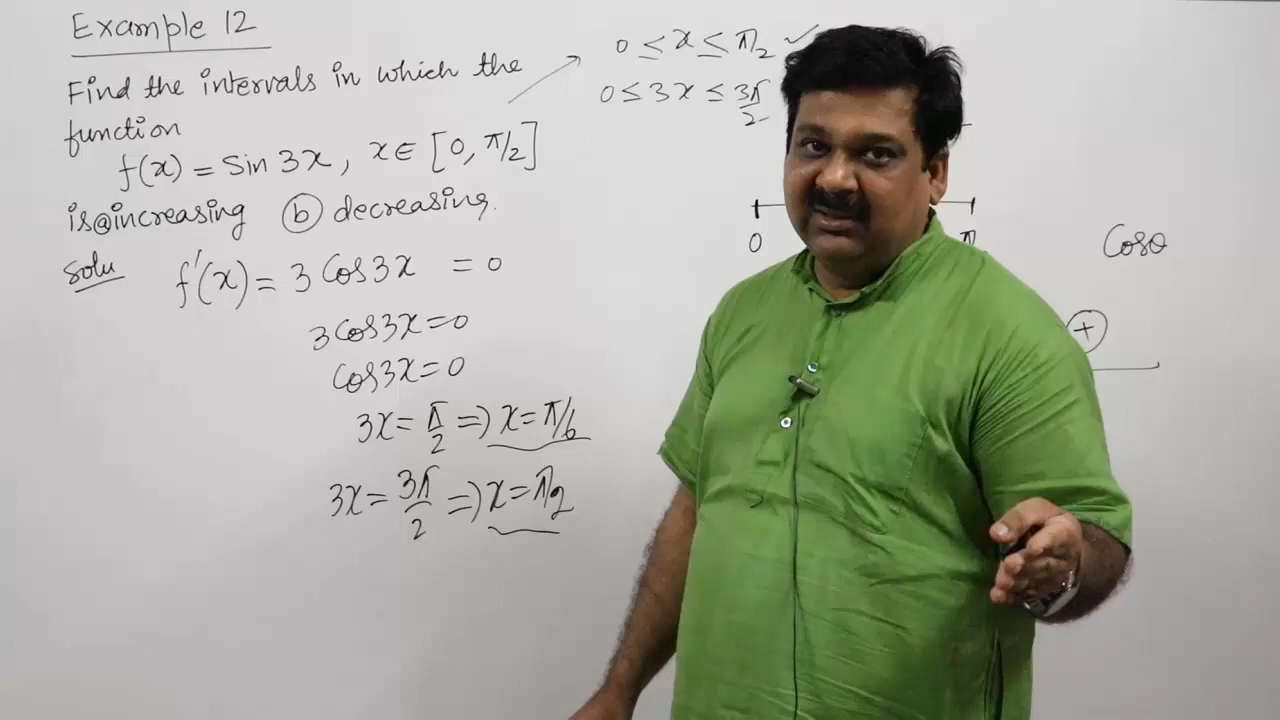 Example 12
Find the intervals in which the
function
f(x) = Sin 3x, x ∈ [0, π/2]
is ⓐ increasing ⓑ decreasing.
Solu f'(x) = 3 Cos 3x = 0
3 Cos 3x = 0
Cos 3x = 0
3x = π/2 ⇒ x = π/6
3x = 3π/2 ⇒ x = π/2
0 ≤ x ≤ π/2 ✓
0 ≤ 3x ≤ 3π/2
0
Cosθ
+